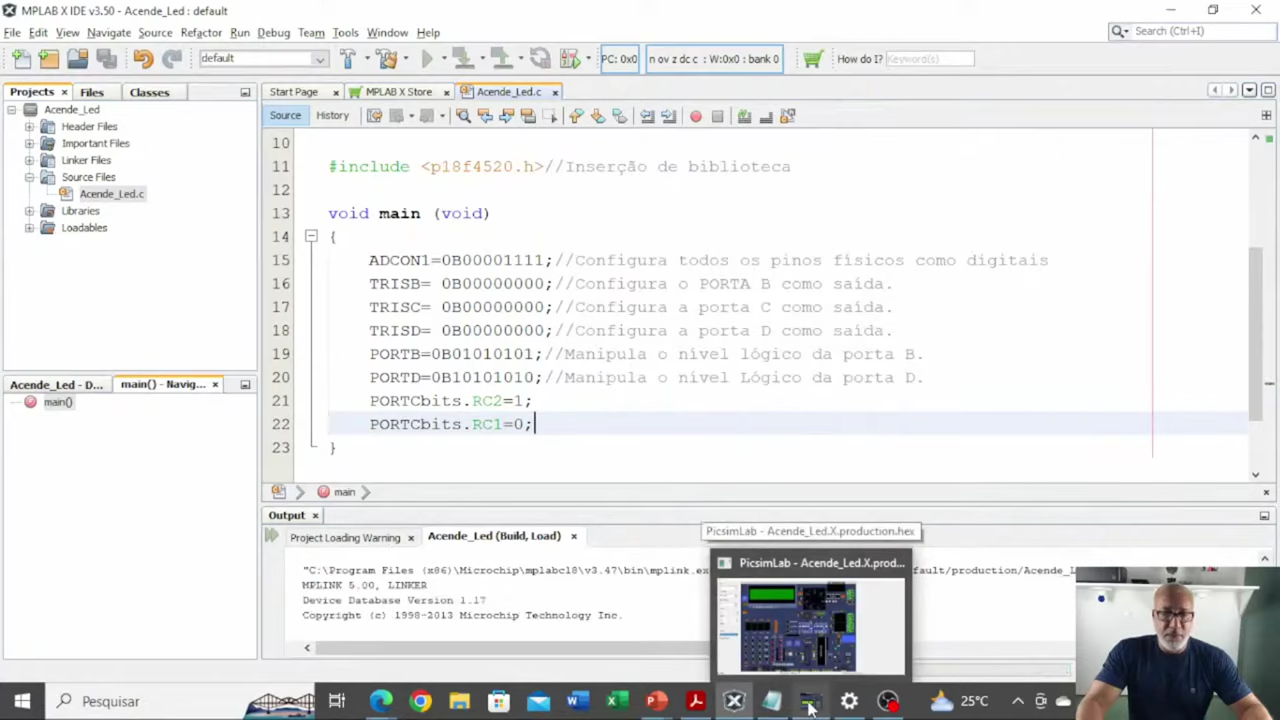 MPLAB X IDE v3.50 - Acende_Led : default
File Edit View Navigate Source Refactor Run Debug Team Tools Window Help
Search (Ctrl+I)
default
PC: 0x0
n ov z dc c : W:0x0 : bank 0
How do I?
Keyword(s)
Projects
Files
Classes
Start Page
MPLAB X Store
Acende_Led.c
Acende_Led
Header Files
Important Files
Linker Files
Source Files
Acende_Led.c
Libraries
Loadables
Source
History
10
11 #include <p18f4520.h>//Inserção de biblioteca
12
13 void main (void)
14 {
15 ADCON1=0B00001111;//Configura todos os pinos físicos como digitais
16 TRISB= 0B00000000;//Configura o PORTA B como saída.
17 TRISC= 0B00000000;//Configura a porta C como saída.
18 TRISD= 0B00000000;//Configura a porta D como saída.
19 PORTB=0B01010101;//Manipula o nível lógico da porta B.
20 PORTD=0B10101010;//Manipula o nível Lógico da porta D.
21 PORTCbits.RC2=1;
22 PORTCbits.RC1=0;
23 }
Acende_Led - D...
main() - Navig...
main()
main
Output
Project Loading Warning
Acende_Led (Build, Load)
"C:\Program Files (x86)\Microchip\mplabc18\v3.47\bin\mplink.ex
efault/production/Acende_L
MPLINK 5.00, LINKER
Device Database Version 1.17
Copyright (c) 1998-2013 Microchip Technology Inc.
PicsimLab - Acende_Led.X.production.hex
PicsimLab - Acende_Led.X.prod...
Pesquisar
25°C